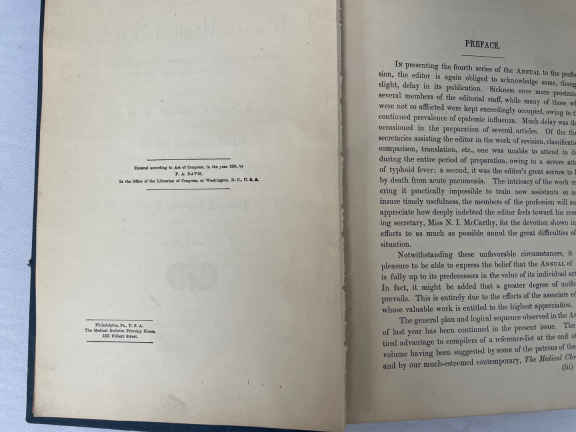 Entered according to Act of Congress, in the year 1891, by
F. A. DAVIS,
In the Office of the Librarian of Congress, at Washington, D. C., U. S. A.
Philadelphia, Pa., U. S. A.
The Medical Bulletin Printing House,
1231 Filbert Street.
PREFACE.
In presenting the fourth series of the Annual to the profes
sion, the editor is again obliged to acknowledge some, though
slight, delay in its publication. Sickness once more prostrated
several members of the editorial staff, while many of those who
were not so afflicted were kept exceedingly occupied, owing to the
continued prevalence of epidemic influenza. Much delay was thus
occasioned in the preparation of several articles. Of the three
secretaries assisting the editor in the work of revision, classification,
comparison, translation, etc., one was unable to attend to
during the entire period of preparation, owing to a severe attack
of typhoid fever; a second, it was the editor's great sorrow to l
by death from acute pneumonia. The intricacy of the work
ering it practically impossible to train new assistants
insure timely usefulness, the members of the profession will
appreciate how deeply indebted the editor feels toward his
ing secretary, Miss N. I. McCarthy, for the devotion shown in
efforts to as much as possible annul the great difficulties of
situation.
Notwithstanding these unfavorable circumstances, it
pleasure to be able to express the belief that the Annual of
is fully up to its predecessors in the value of its individual art
In fact, it might be added that a greater degree of unifo
prevails. This is entirely due to the efforts of the associate e
whose valuable work is entitled to the highest appreciation.
The general plan and logical sequence observed in the An
of last year has been continued in the present issue. The
tical advantage to compilers of a reference-list at the end of
volume having been suggested by some of the patrons of the
and by our much-esteemed contemporary, The Medical Chr
(iii)